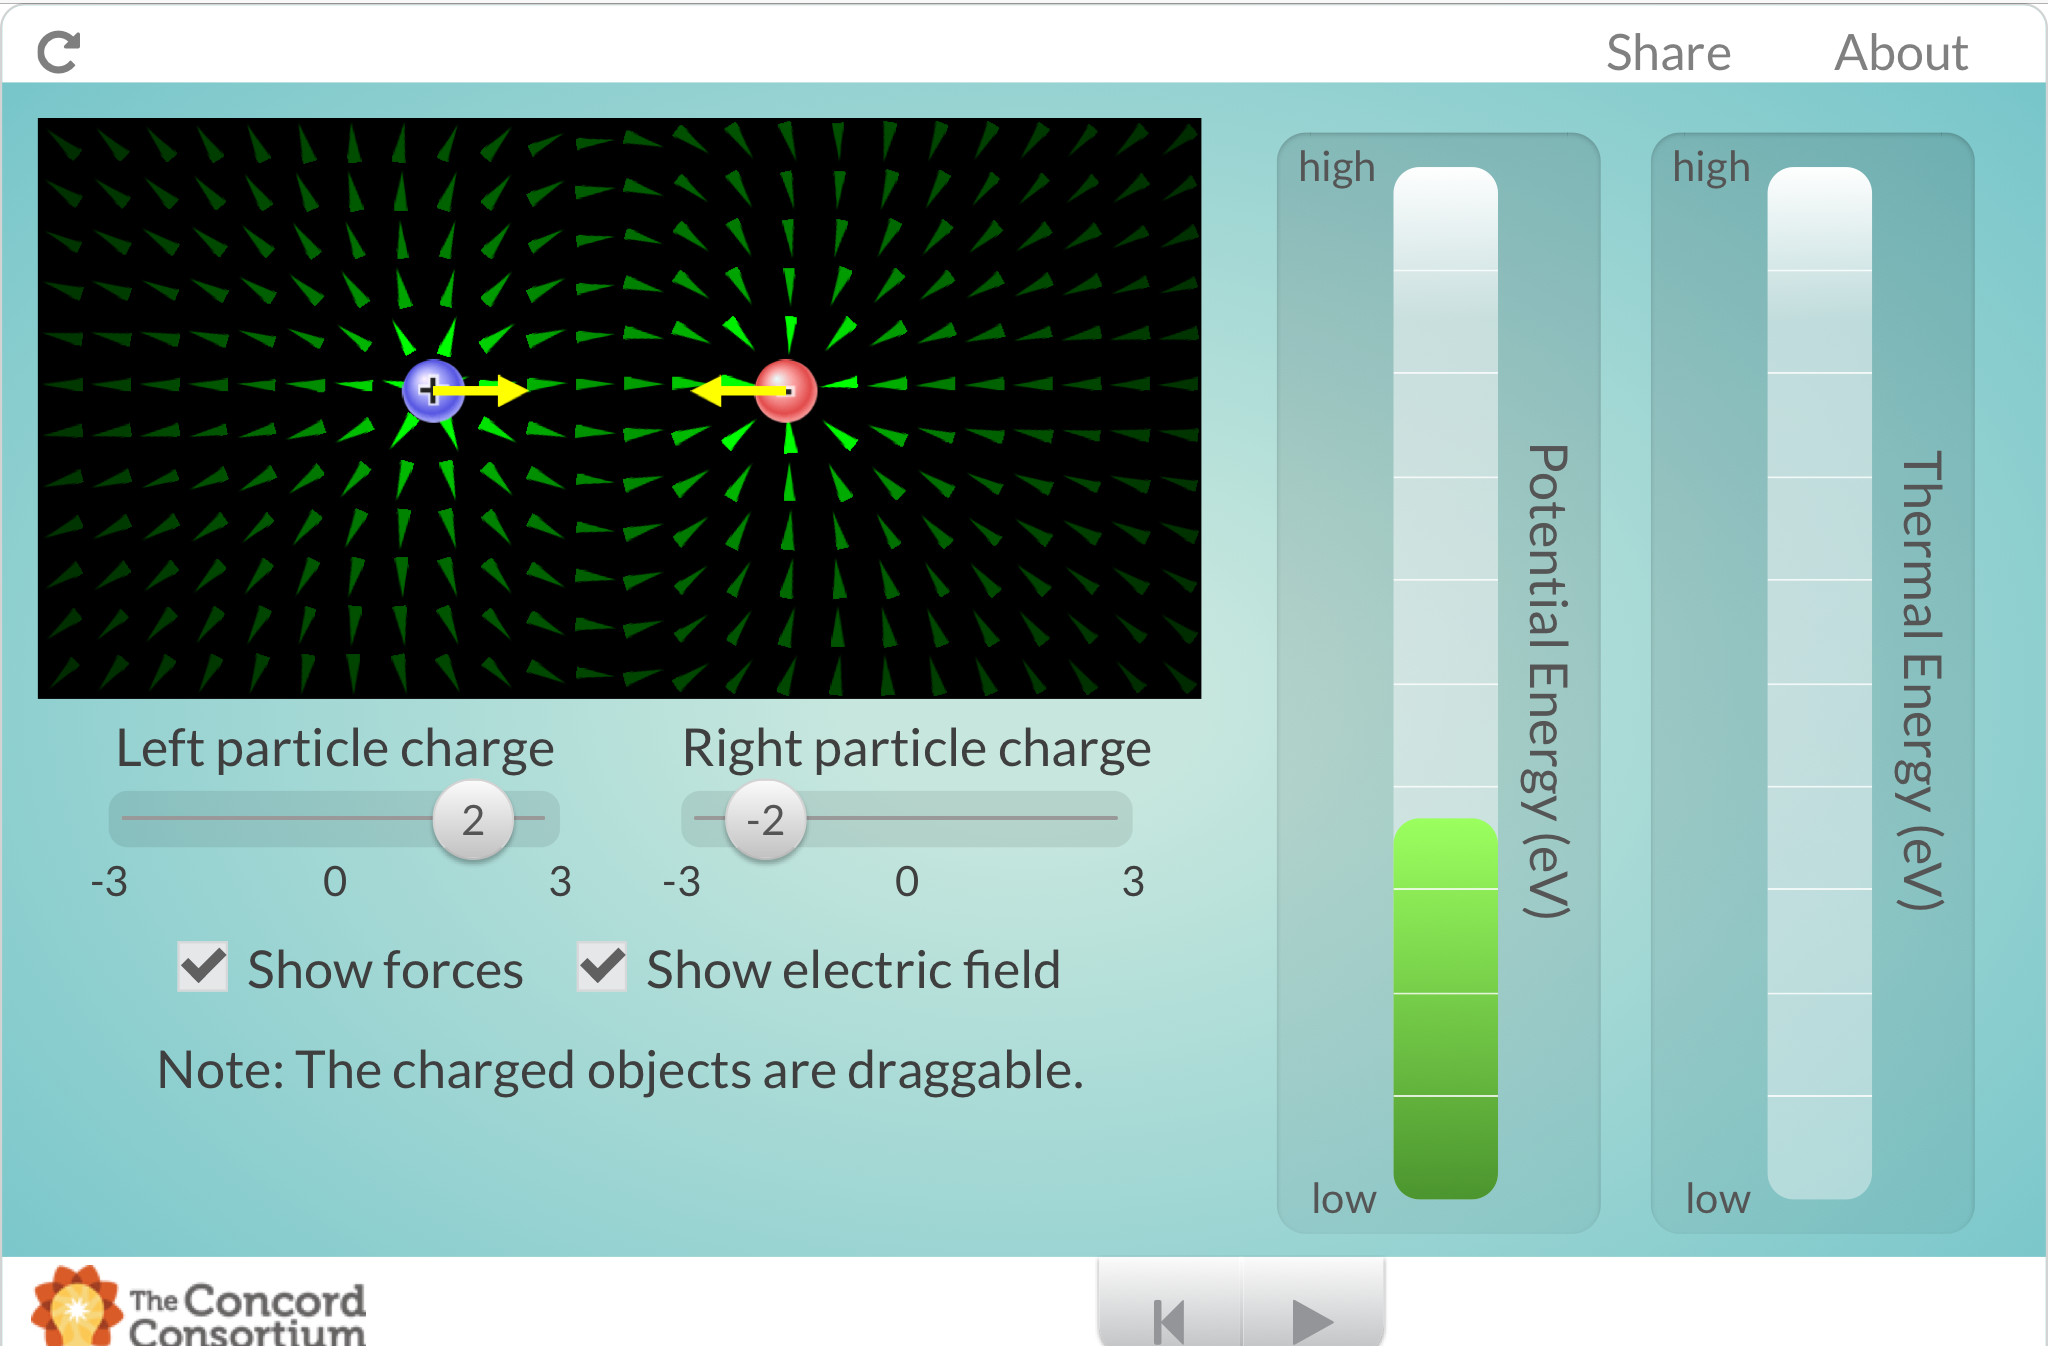 Share About
high
high
+
-
Potential Energy (eV)
Thermal Energy (eV)
Left particle charge
Right particle charge
2
-2
-3 0 3
-3 0 3
Show forces
Show electric field
Note: The charged objects are draggable.
low
low
The Concord
Consortium